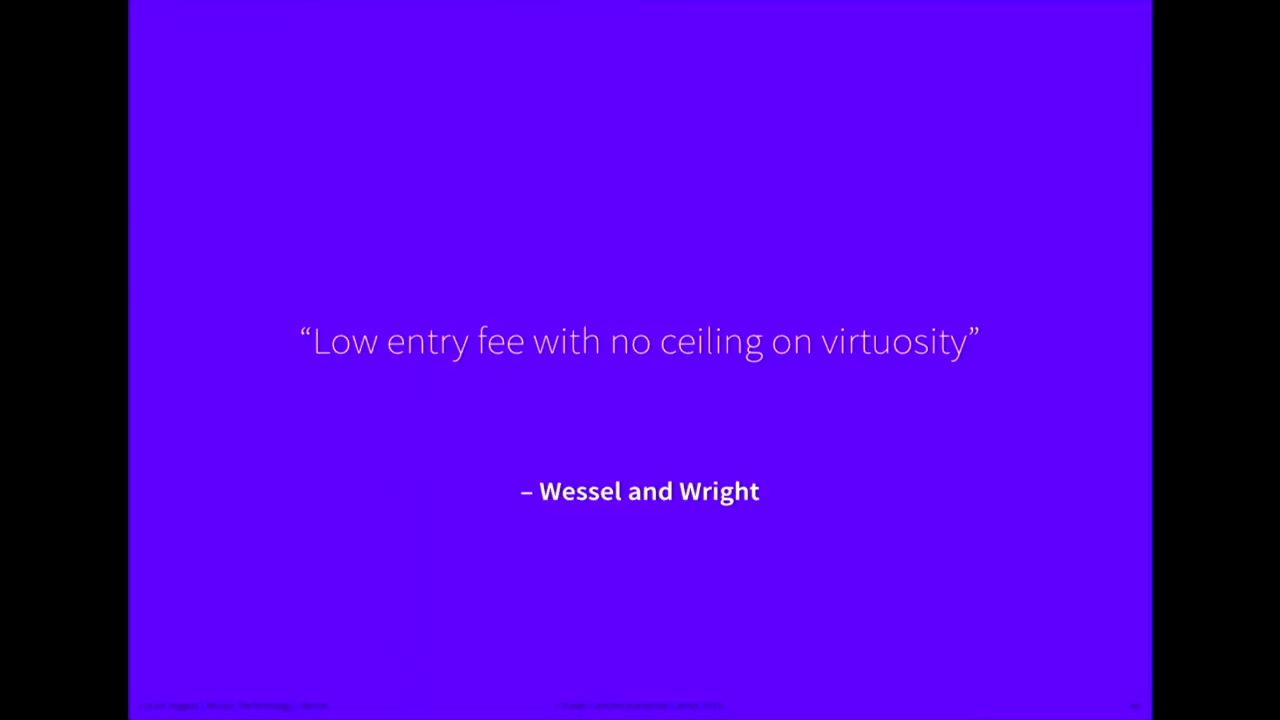 “Low entry fee with no ceiling on virtuosity”
– Wessel and Wright